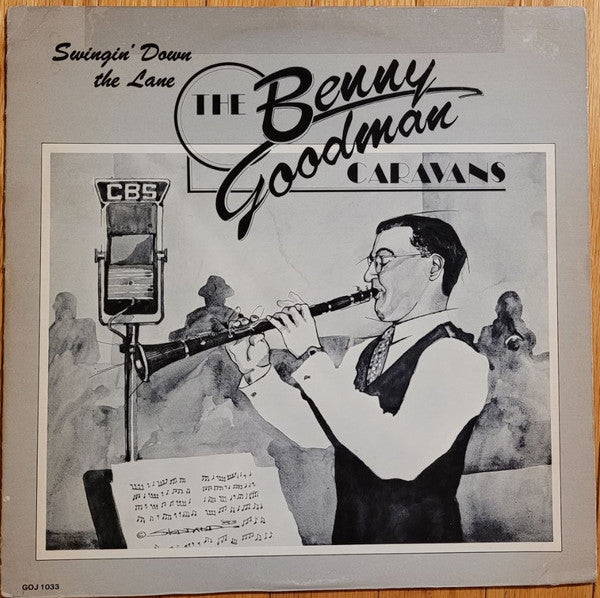 Swingin' Down
the Lane
THE Benny
Goodman
CARAVANS
CBS
©
GOJ 1033